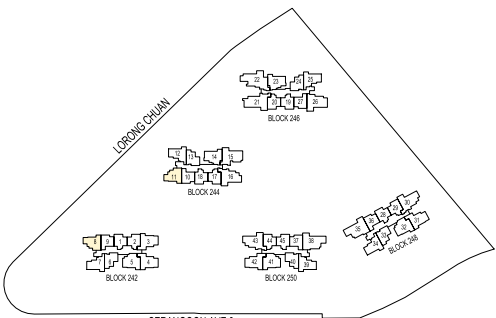 22 23 24 25
21 20 19 27 26
BLOCK 246
LORONG CHUAN
12 13 14 15
11 10 18 17 16
BLOCK 244
35 36 28 29 30
34 33 32 31
BLOCK 248
8 9 1 2 3
7 6 5 4
BLOCK 242
43 44 45 37 38
42 41 40 39
BLOCK 250